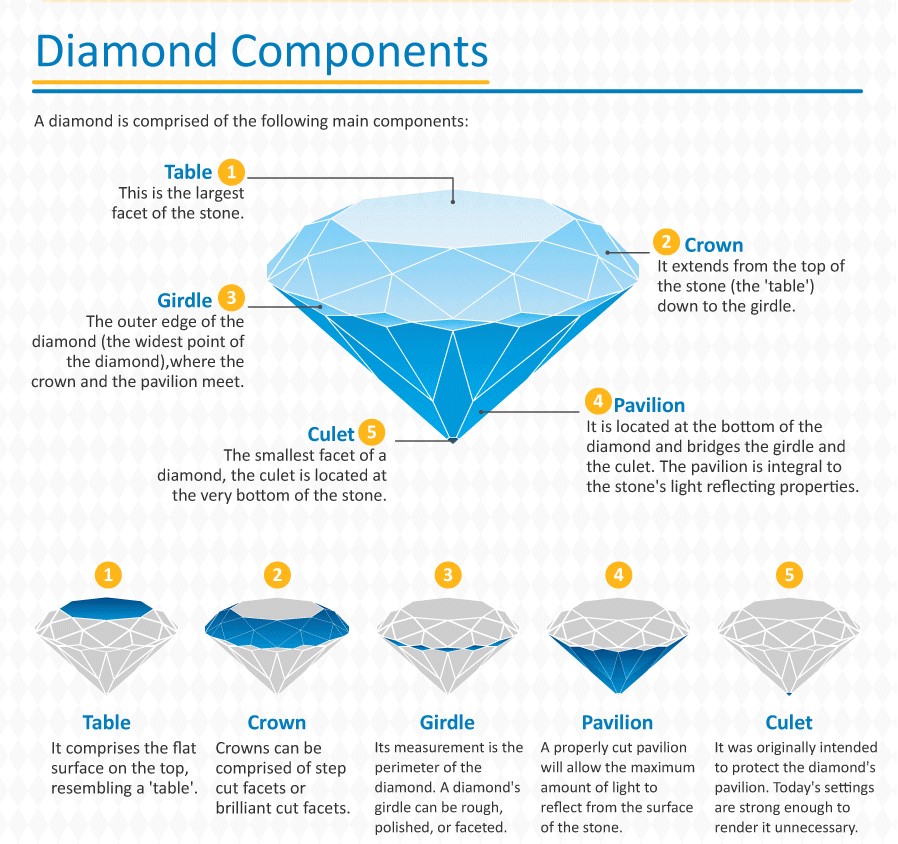 Diamond Components
A diamond is comprised of the following main components:
Table 1
This is the largest
facet of the stone.
2 Crown
It extends from the top of
the stone (the 'table')
down to the girdle.
Girdle 3
The outer edge of the
diamond (the widest point of
the diamond),where the
crown and the pavilion meet.
4 Pavilion
It is located at the bottom of the
diamond and bridges the girdle and
the culet. The pavilion is integral to
the stone's light reflecting properties.
Culet 5
The smallest facet of a
diamond, the culet is located at
the very bottom of the stone.
1
Table
It comprises the flat
surface on the top,
resembling a 'table'.
2
Crown
Crowns can be
comprised of step
cut facets or
brilliant cut facets.
3
Girdle
Its measurement is the
perimeter of the
diamond. A diamond's
girdle can be rough,
polished, or faceted.
4
Pavilion
A properly cut pavilion
will allow the maximum
amount of light to
reflect from the surface
of the stone.
5
Culet
It was originally intended
to protect the diamond's
pavilion. Today's settings
are strong enough to
render it unnecessary.